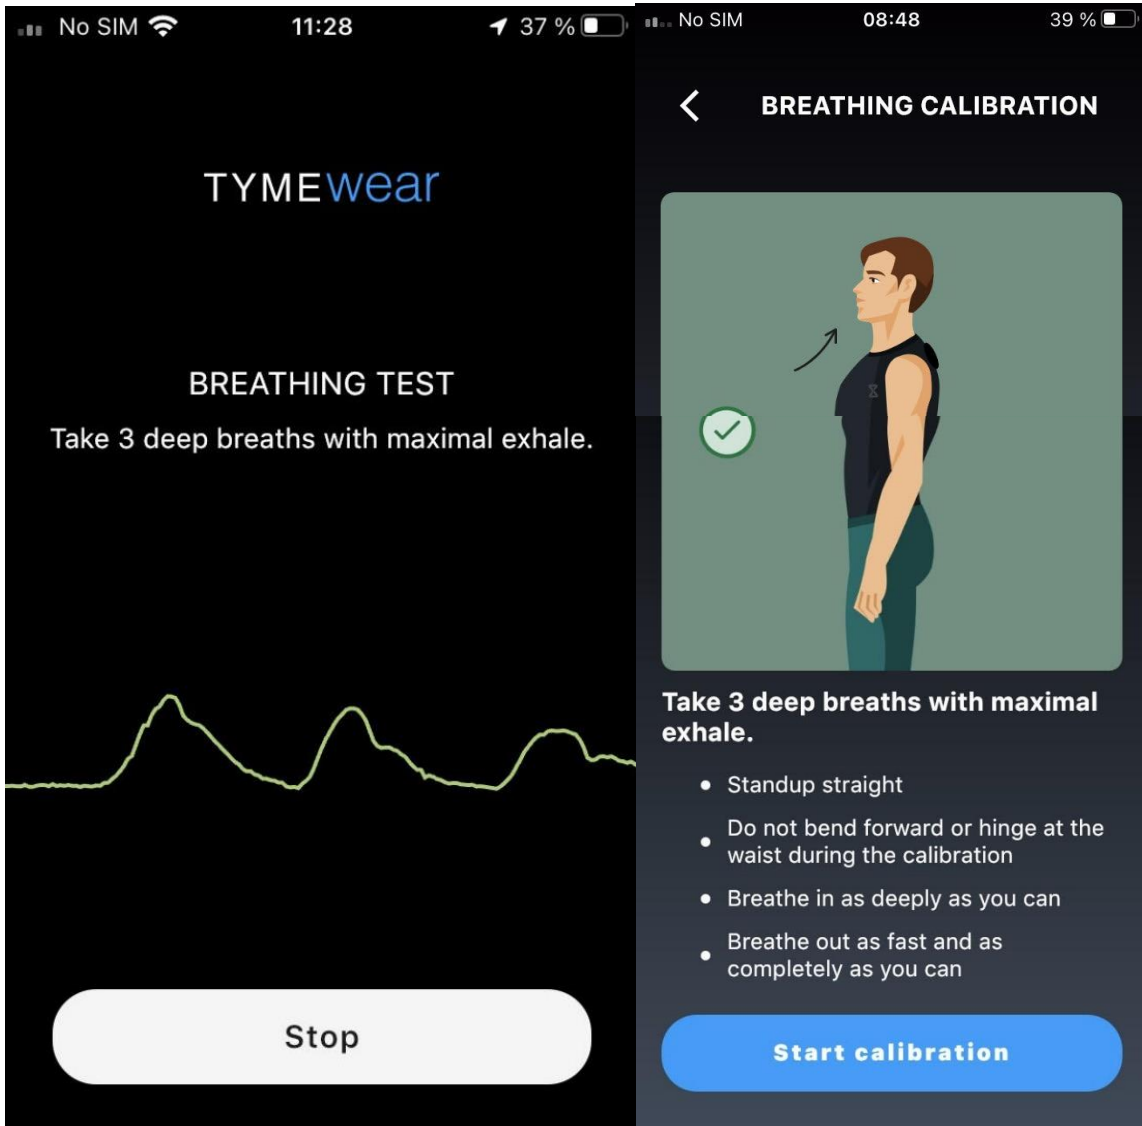 No SIM 11:28 37 %
TYMEwear
BREATHING TEST
Take 3 deep breaths with maximal exhale.
Stop
No SIM 08:48 39 %
BREATHING CALIBRATION
Take 3 deep breaths with maximal
exhale.
• Standup straight
• Do not bend forward or hinge at the
waist during the calibration
• Breathe in as deeply as you can
• Breathe out as fast and as
completely as you can
Start calibration